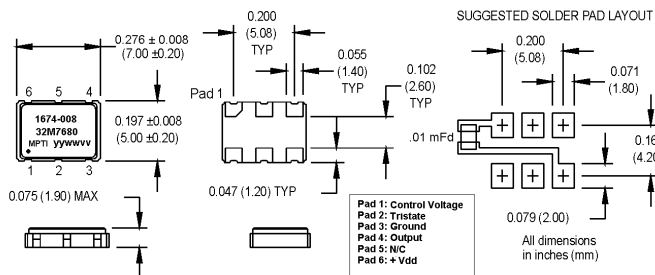 SUGGESTED SOLDER PAD LAYOUT
0.276 ± 0.008
(7.00 ±0.20)
6 5 4
1674-008
32M7680
MPTI yywwvv
1 2 3
0.197 ±0.008
(5.00 ±0.20)
0.075 (1.90) MAX
0.200
(5.08)
TYP
0.055
(1.40)
TYP
Pad 1
0.102
(2.60)
TYP
0.047 (1.20) TYP
0.200
(5.08)
0.071
(1.80)
.01 mFd
0.079 (2.00)
All dimensions
in inches (mm)
Pad 1: Control Voltage
Pad 2: Tristate
Pad 3: Ground
Pad 4: Output
Pad 5: N/C
Pad 6: + Vdd